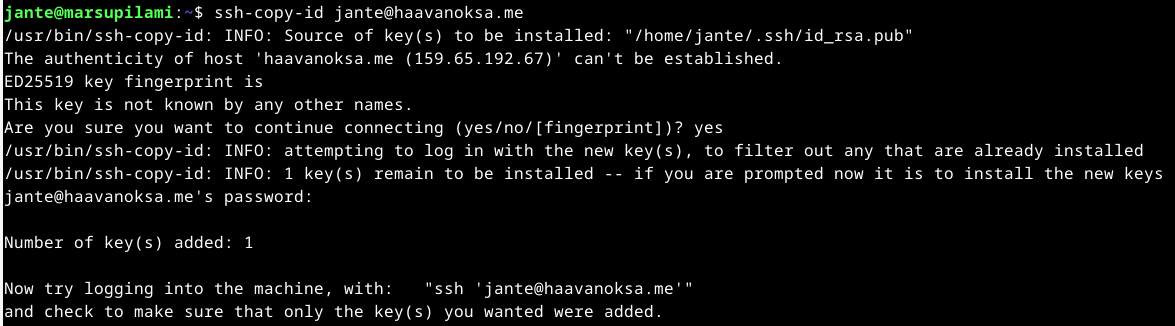 jante@marsupilami:~$ ssh-copy-id jante@haavanoksa.me
/usr/bin/ssh-copy-id: INFO: Source of key(s) to be installed: "/home/jante/.ssh/id_rsa.pub"
The authenticity of host 'haavanoksa.me (159.65.192.67)' can't be established.
ED25519 key fingerprint is
This key is not known by any other names.
Are you sure you want to continue connecting (yes/no/[fingerprint])? yes
/usr/bin/ssh-copy-id: INFO: attempting to log in with the new key(s), to filter out any that are already installed
/usr/bin/ssh-copy-id: INFO: 1 key(s) remain to be installed -- if you are prompted now it is to install the new keys
jante@haavanoksa.me's password:
Number of key(s) added: 1
Now try logging into the machine, with:   "ssh 'jante@haavanoksa.me'"
and check to make sure that only the key(s) you wanted were added.